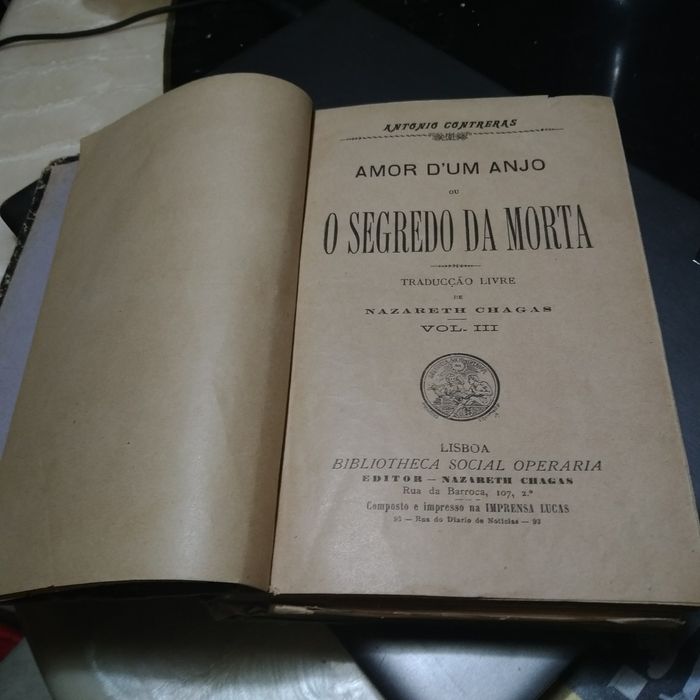 ANTONIO CONTRERAS
AMOR D'UM ANJO
OU
O SEGREDO DA MORTA
TRADUCÇÃO LIVRE
DE
NAZARETH CHAGAS
VOL. III
LISBOA
BIBLIOTHECA SOCIAL OPERARIA
EDITOR — NAZARETH CHAGAS
Rua da Barroca, 107, 2.º
Composto e impresso na IMPRENSA LUCAS
93 — Rua do Diario de Noticias — 93